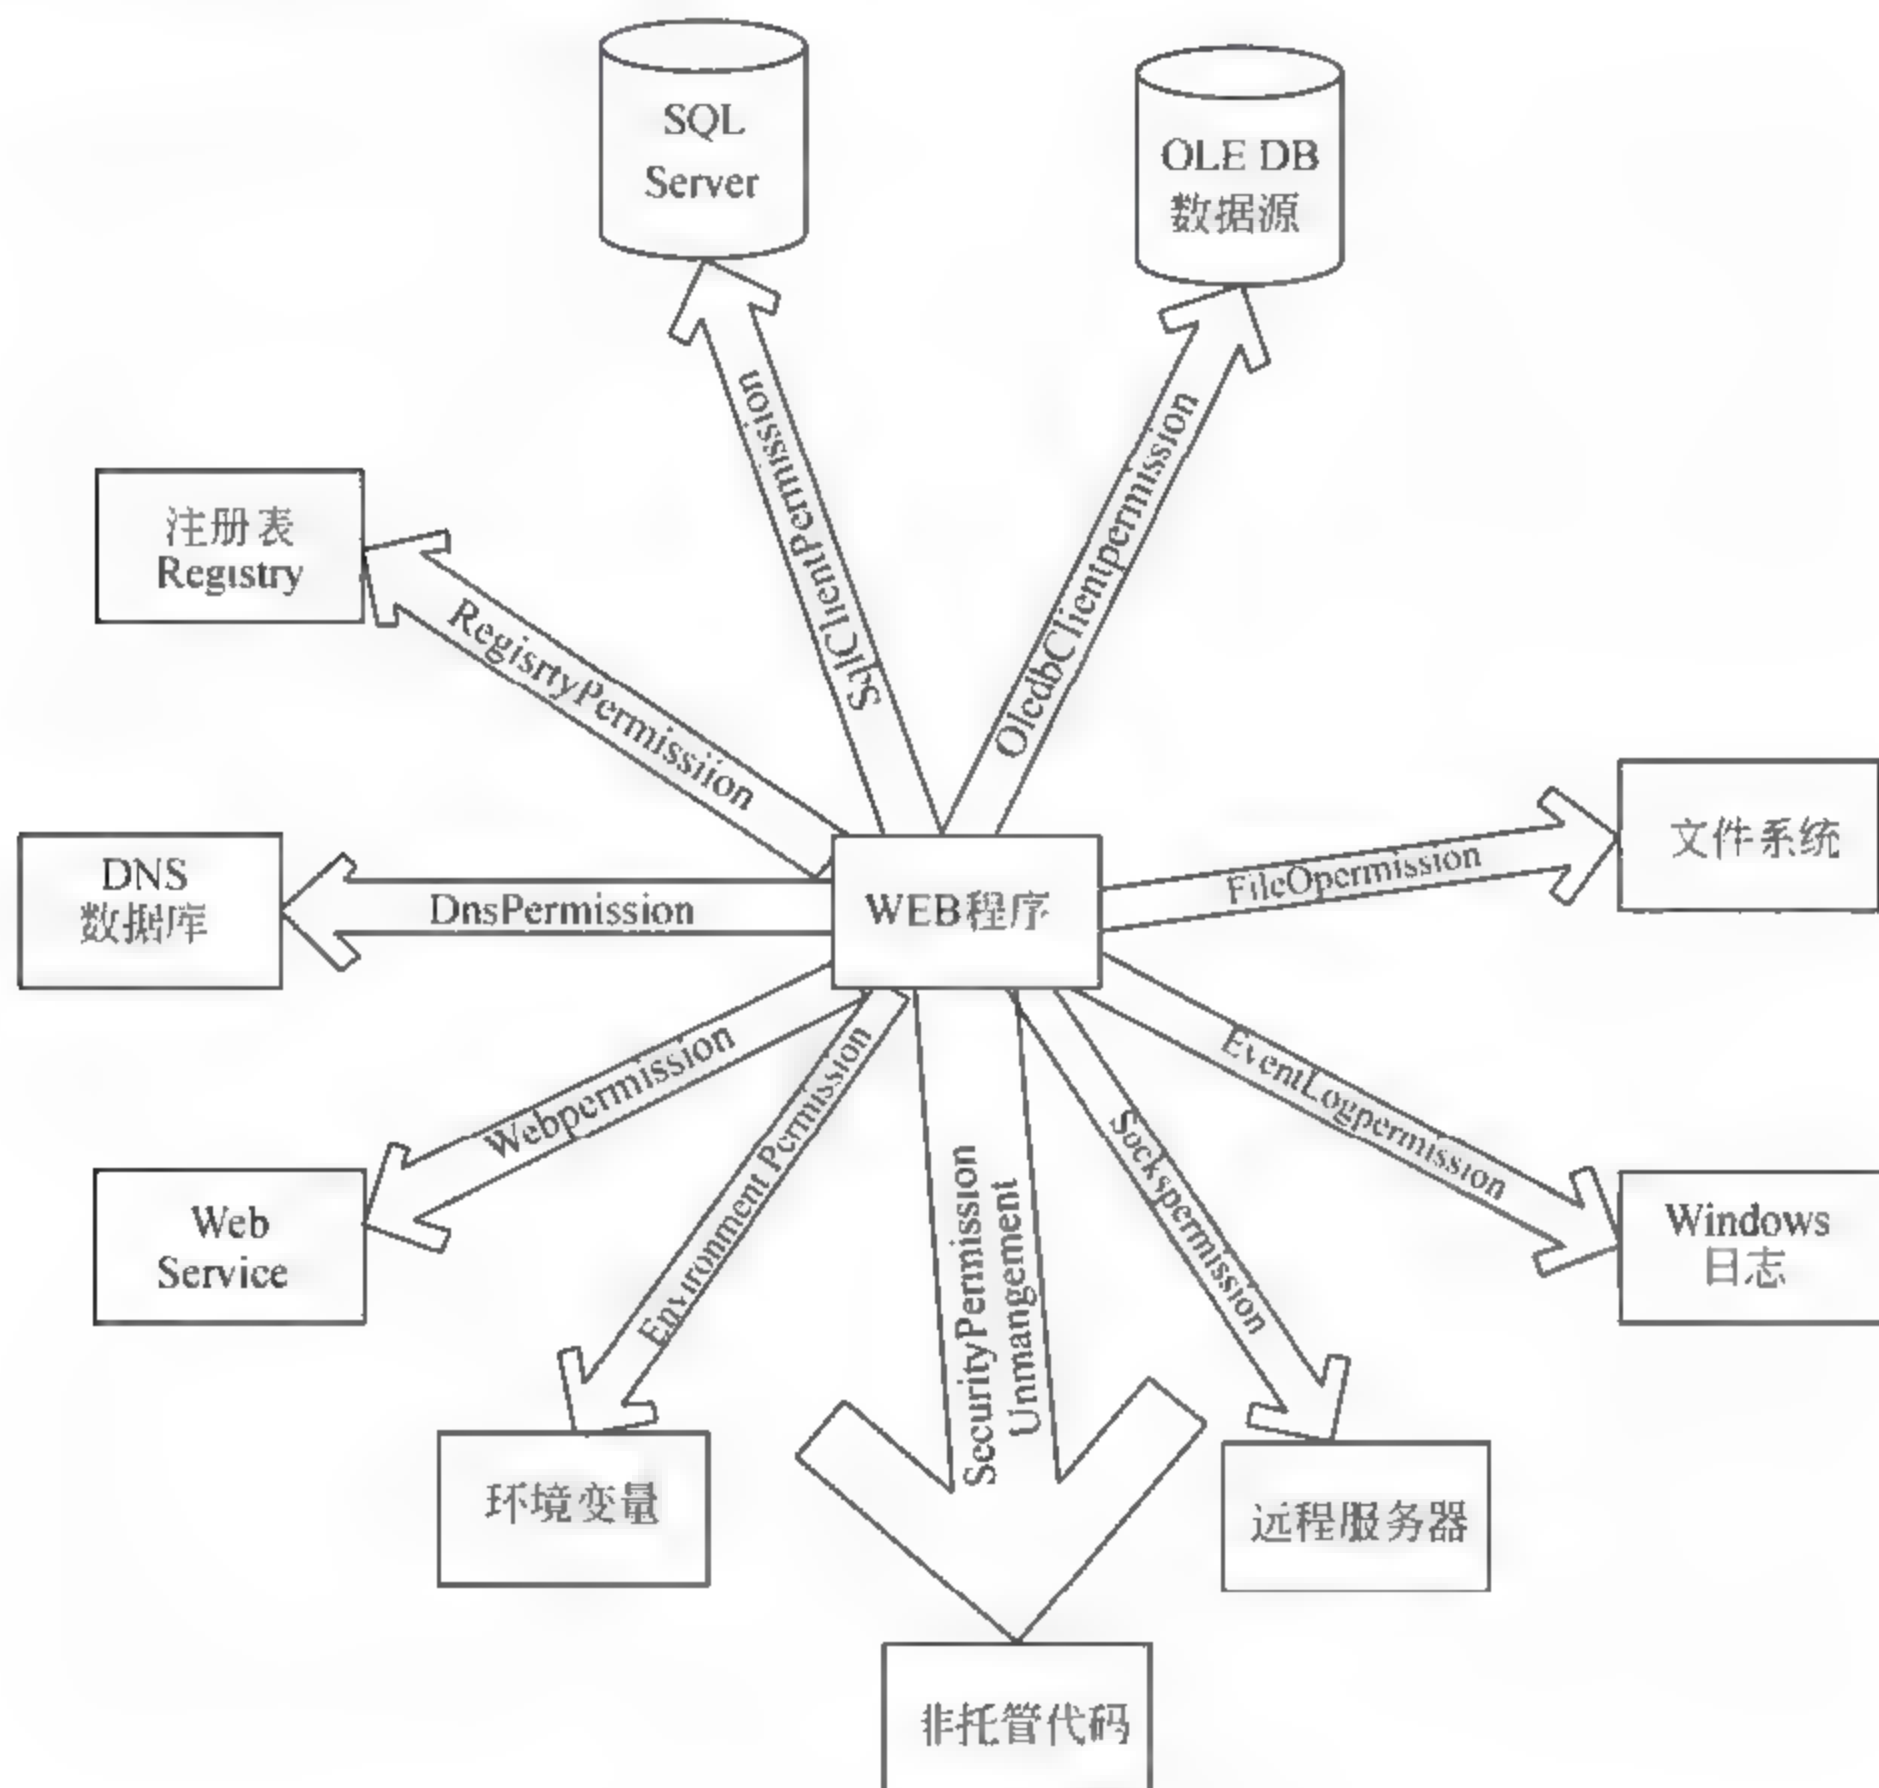 SQL
Server
OLE DB
数据源
SqlClientPermission
OledbClientpermission
注册表
Registry
RegisrtyPermissiion
DNS
数据库
DnsPermission
WEB程序
FileOpermission
文件系统
Webpermission
Web
Service
Environment Permission
环境变量
SecurityPermission
Unmangement
非托管代码
Sockspermission
远程服务器
EventLogpermission
Windows
日志